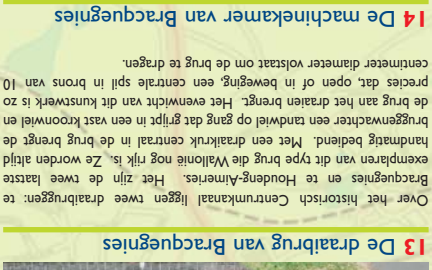 13 De draaibrug van Bracquegnies
Over het historisch Centrumkanaal liggen twee draaibruggen: te
Bracquegnies en te Houdeng-Aimeries. Het zijn de twee laatste
exemplaren van dit type brug die Wallonië nog rijk is. Ze worden altijd
handmatig bediend. Met een draaikruk centraal in de brug brengt de
bruggenwachter een tandwiel op gang dat grijpt in een vast kroonwiel en
de brug aan het draaien brengt. Het evenwicht van dit kunstwerk is zo
precies dat, open of in beweging, een centrale spil in brons van 10
centimeter diameter volstaat om de brug te dragen.
14 De machinekamer van Bracquegnies